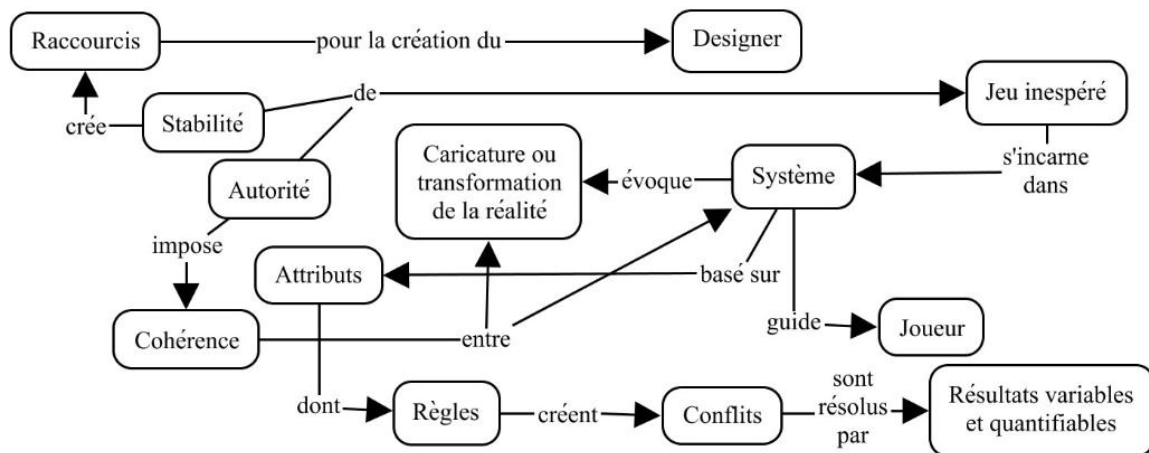 Raccourcis
pour la création du
Designer
de
Jeu inespéré
crée
Stabilité
Caricature ou
transformation
de la réalité
évoque
Système
s'incarne
dans
Autorité
impose
Attributs
basé sur
Cohérence
entre
guide
Joueur
dont
Règles
créent
Conflits
sont
résolus
par
Résultats variables
et quantifiables